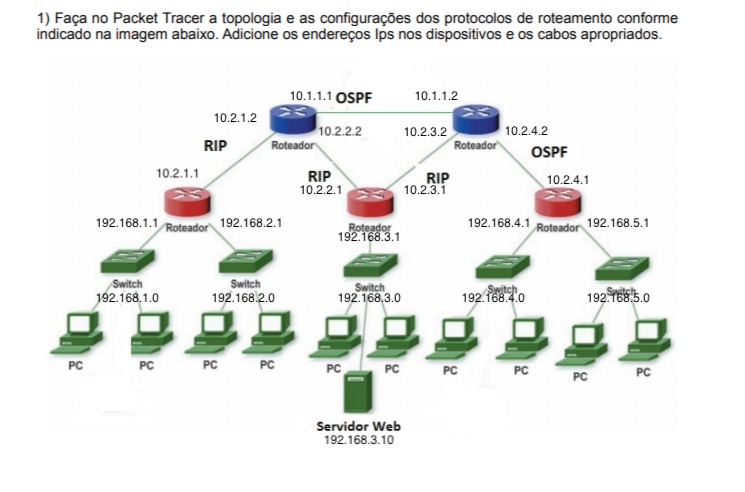 1) Faça no Packet Tracer a topologia e as configurações dos protocolos de roteamento conforme
indicado na imagem abaixo. Adicione os endereços Ips nos dispositivos e os cabos apropriados.
10.1.1.1 OSPF 10.1.1.2
10.2.1.2
10.2.2.2 10.2.3.2 10.2.4.2
RIP Roteador Roteador
OSPF
10.2.1.1 RIP RIP 10.2.4.1
10.2.2.1 10.2.3.1
192.168.1.1 Roteador 192.168.2.1 Roteador 192.168.4.1 Roteador 192.168.5.1
192.168.3.1
Switch Switch Switch Switch Switch
192.168.1.0 192.168.2.0 192.168.3.0 192.168.4.0 192.168.5.0
PC PC PC PC PC PC PC PC PC PC
Servidor Web
192.168.3.10